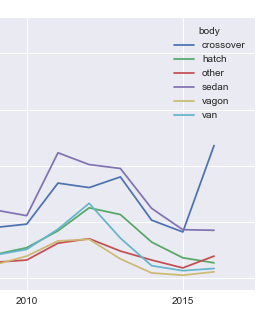 body
crossover
hatch
other
sedan
vagon
van
2010
2015